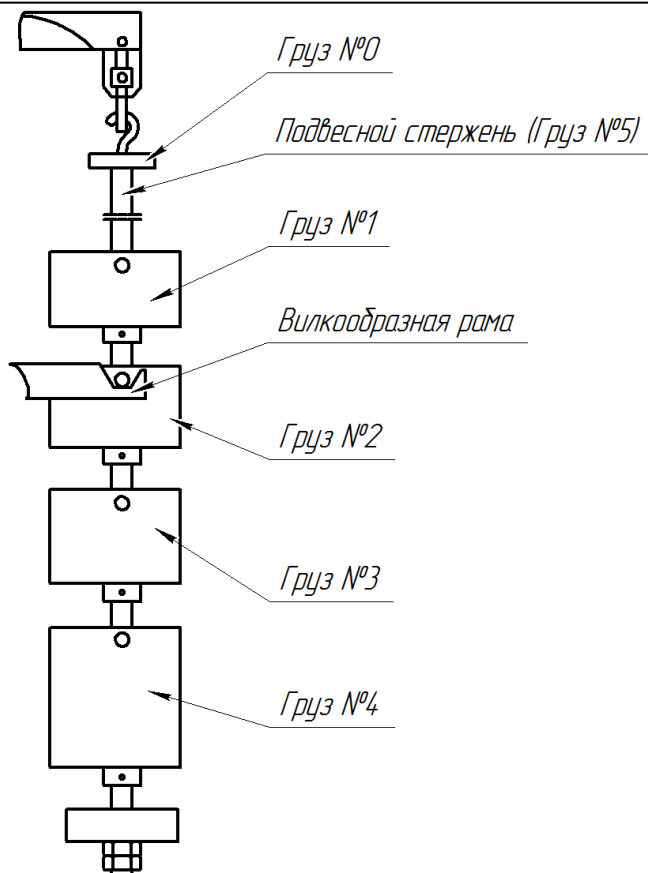 Груз №0
Подвесной стержень (Груз №5)
Груз №1
Вилкообразная рама
Груз №2
Груз №3
Груз №4